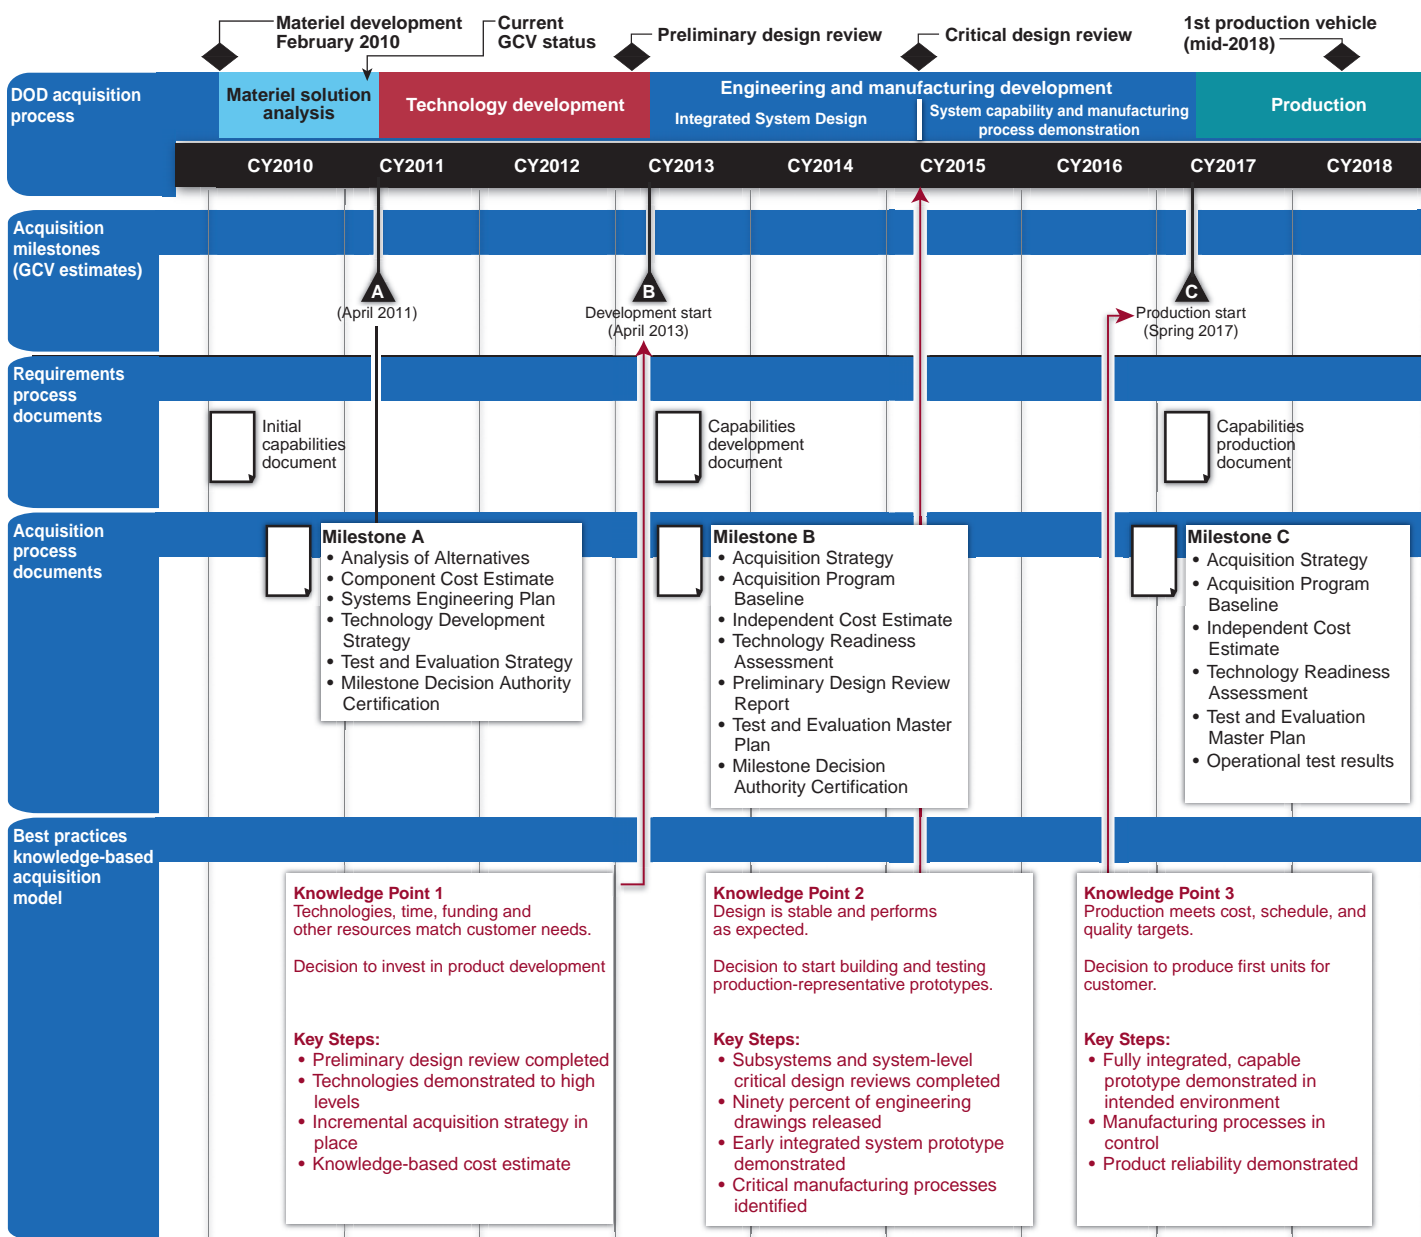 Materiel development
February 2010
Current
GCV status
Preliminary design review
Critical design review
1st production vehicle
(mid-2018)
DOD acquisition
process
Materiel solution
analysis
Technology development
Engineering and manufacturing development
Integrated System Design
System capability and manufacturing
process demonstration
Production
CY2010
CY2011
CY2012
CY2013
CY2014
CY2015
CY2016
CY2017
CY2018
Acquisition
milestones
(GCV estimates)
A
(April 2011)
B
Development start
(April 2013)
C
Production start
(Spring 2017)
Requirements
process
documents
Initial
capabilities
document
Capabilities
development
document
Capabilities
production
document
Acquisition
process
documents
Milestone A
• Analysis of Alternatives
• Component Cost Estimate
• Systems Engineering Plan
• Technology Development
Strategy
• Test and Evaluation Strategy
• Milestone Decision Authority
Certification
Milestone B
• Acquisition Strategy
• Acquisition Program
Baseline
• Independent Cost Estimate
• Technology Readiness
Assessment
• Preliminary Design Review
Report
• Test and Evaluation Master
Plan
• Milestone Decision
Authority Certification
Milestone C
• Acquisition Strategy
• Acquisition Program
Baseline
• Independent Cost
Estimate
• Technology Readiness
Assessment
• Test and Evaluation
Master Plan
• Operational test results
Best practices
knowledge-based
acquisition
model
Knowledge Point 1
Technologies, time, funding and
other resources match customer needs.
Decision to invest in product development
Key Steps:
• Preliminary design review completed
• Technologies demonstrated to high
levels
• Incremental acquisition strategy in
place
• Knowledge-based cost estimate
Knowledge Point 2
Design is stable and performs
as expected.
Decision to start building and testing
production-representative prototypes.
Key Steps:
• Subsystems and system-level
critical design reviews completed
• Ninety percent of engineering
drawings released
• Early integrated system prototype
demonstrated
• Critical manufacturing processes
identified
Knowledge Point 3
Production meets cost, schedule, and
quality targets.
Decision to produce first units for
customer.
Key Steps:
• Fully integrated, capable
prototype demonstrated in
intended environment
• Manufacturing processes in
control
• Product reliability demonstrated